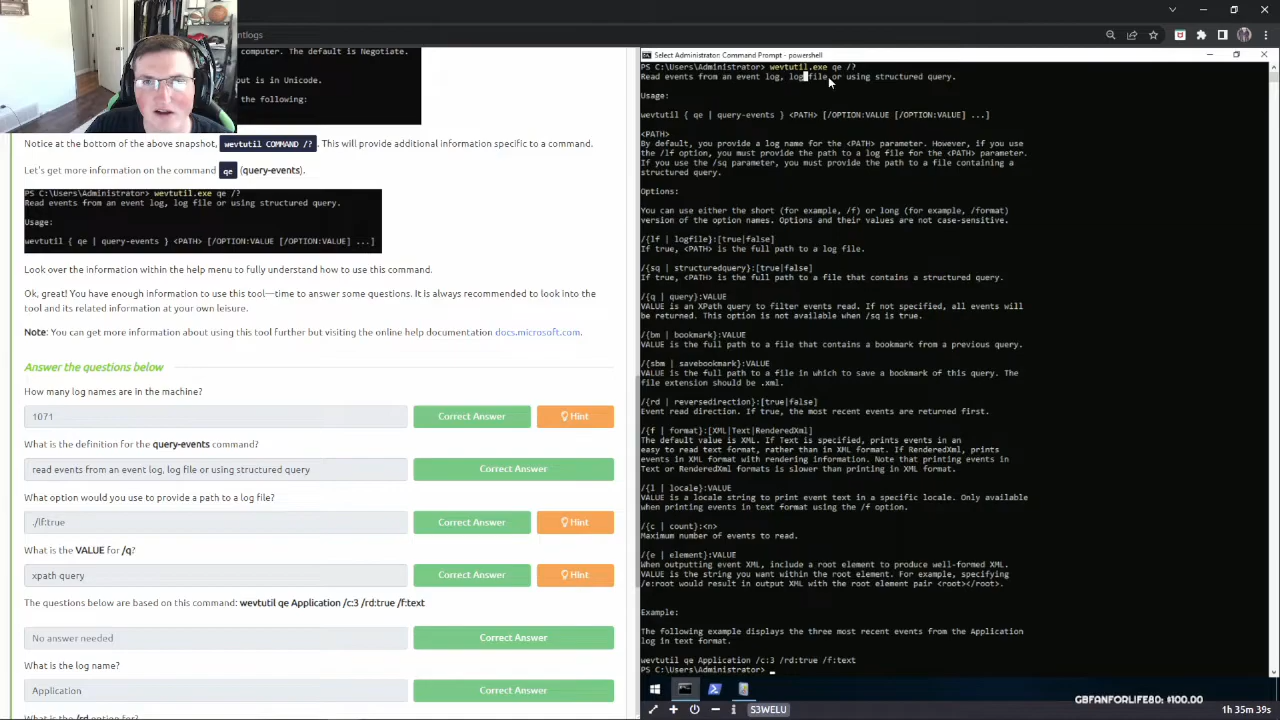 entlogs
computer. The default is Negotiate.
put is in Unicode.
the following:
Notice at the bottom of the above snapshot, wevtutil COMMAND /?. This will provide additional information specific to a command.
Let's get more information on the command qe (query-events).
PS C:\Users\Administrator> wevtutil.exe qe /?
Read events from an event log, log file or using structured query.
Usage:
wevtutil { qe | query-events } <PATH> [/OPTION:VALUE [/OPTION:VALUE] ...]
Look over the information within the help menu to fully understand how to use this command.
Ok, great! You have enough information to use this tool—time to answer some questions. It is always recommended to look into the
tool and its related information at your own leisure.
Note: You can get more information about using this tool further but visiting the online help documentation docs.microsoft.com.
Answer the questions below
How many log names are in the machine?
1071
Correct Answer
Hint
What is the definition for the query-events command?
read events from an event log, log file or using structured query
Correct Answer
What option would you use to provide a path to a log file?
/lf:true
Correct Answer
Hint
What is the VALUE for /q?
xpath query
Correct Answer
Hint
The questions below are based on this command: wevtutil qe Application /c:3 /rd:true /f:text
No answer needed
Correct Answer
What is the log name?
Application
Correct Answer
What is the /rd option for?
Select Administrator: Command Prompt - powershell
PS C:\Users\Administrator> wevtutil.exe qe /?
Read events from an event log, log file or using structured query.
Usage:
wevtutil { qe | query-events } <PATH> [/OPTION:VALUE [/OPTION:VALUE] ...]
<PATH>
By default, you provide a log name for the <PATH> parameter. However, if you use
the /lf option, you must provide the path to a log file for the <PATH> parameter.
If you use the /sq parameter, you must provide the path to a file containing a
structured query.
Options:
You can use either the short (for example, /f) or long (for example, /format)
version of the option names. Options and their values are not case-sensitive.
/{lf | logfile}:[true|false]
If true, <PATH> is the full path to a log file.
/{sq | structuredquery}:[true|false]
If true, <PATH> is the full path to a file that contains a structured query.
/{q | query}:VALUE
VALUE is an XPath query to filter events read. If not specified, all events will
be returned. This option is not available when /sq is true.
/{bm | bookmark}:VALUE
VALUE is the full path to a file that contains a bookmark from a previous query.
/{sbm | savebookmark}:VALUE
VALUE is the full path to a file in which to save a bookmark of this query. The
file extension should be .xml.
/{rd | reversedirection}:[true|false]
Event read direction. If true, the most recent events are returned first.
/{f | format}:[XML|Text|RenderedXml]
The default value is XML. If Text is specified, prints events in an
easy to read text format, rather than in XML format. If RenderedXml, prints
events in XML format with rendering information. Note that printing events in
Text or RenderedXml formats is slower than printing in XML format.
/{l | locale}:VALUE
VALUE is a locale string to print event text in a specific locale. Only available
when printing events in text format using the /f option.
/{c | count}:<n>
Maximum number of events to read.
/{e | element}:VALUE
When outputting event XML, include a root element to produce well-formed XML.
VALUE is the string you want within the root element. For example, specifying
/e:root would result in output XML with the root element pair <root></root>.
Example:
The following example displays the three most recent events from the Application
log in text format.
wevtutil qe Application /c:3 /rd:true /f:text
PS C:\Users\Administrator> _
GBFANFORLIFE80: $100.00
S3WELU
1h 35m 39s